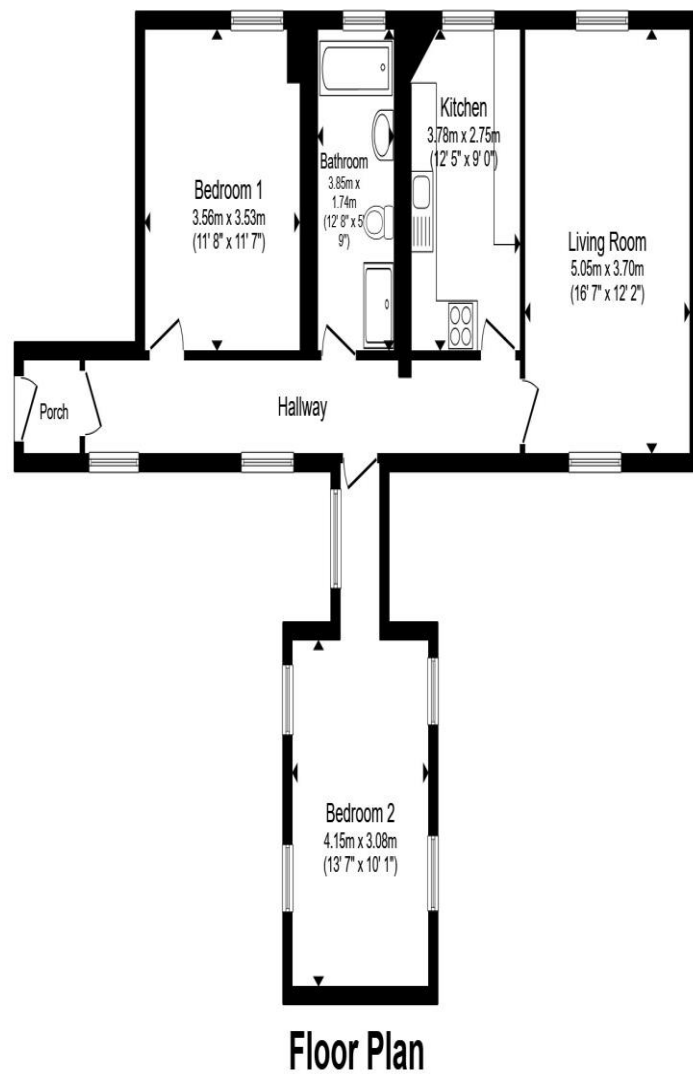 Bedroom 1
3.56m x 3.53m
(11' 8" x 11' 7")
Bathroom
3.85m x
1.74m
(12' 8" x 5'
9")
Kitchen
3.78m x 2.75m
(12' 5" x 9' 0")
Living Room
5.05m x 3.70m
(16' 7" x 12' 2")
Porch
Hallway
Bedroom 2
4.15m x 3.08m
(13' 7" x 10' 1")
Floor Plan